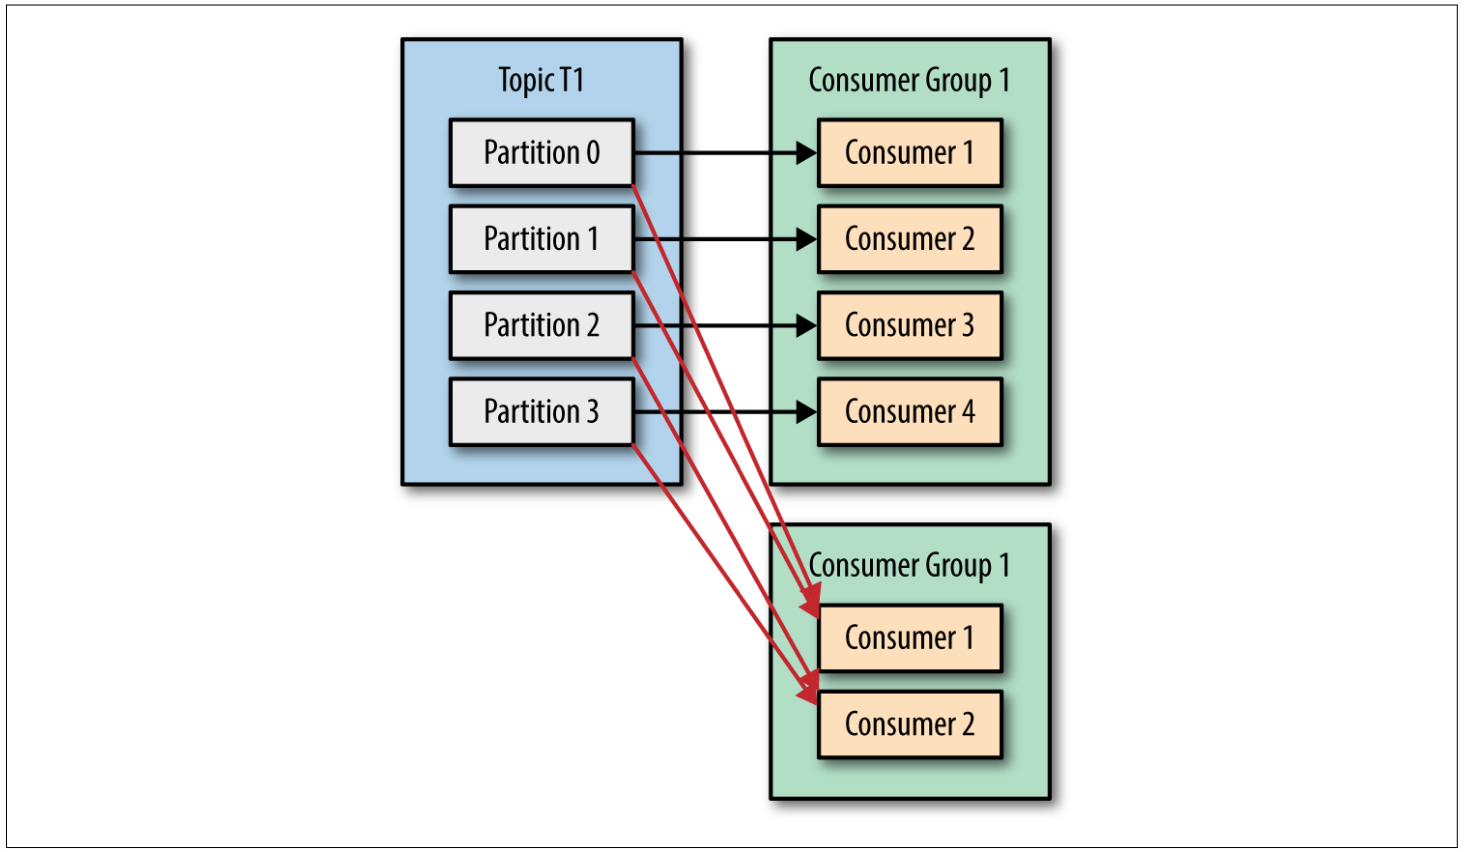 Topic T1
Partition 0
Partition 1
Partition 2
Partition 3
Consumer Group 1
Consumer 1
Consumer 2
Consumer 3
Consumer 4
Consumer Group 1
Consumer 1
Consumer 2